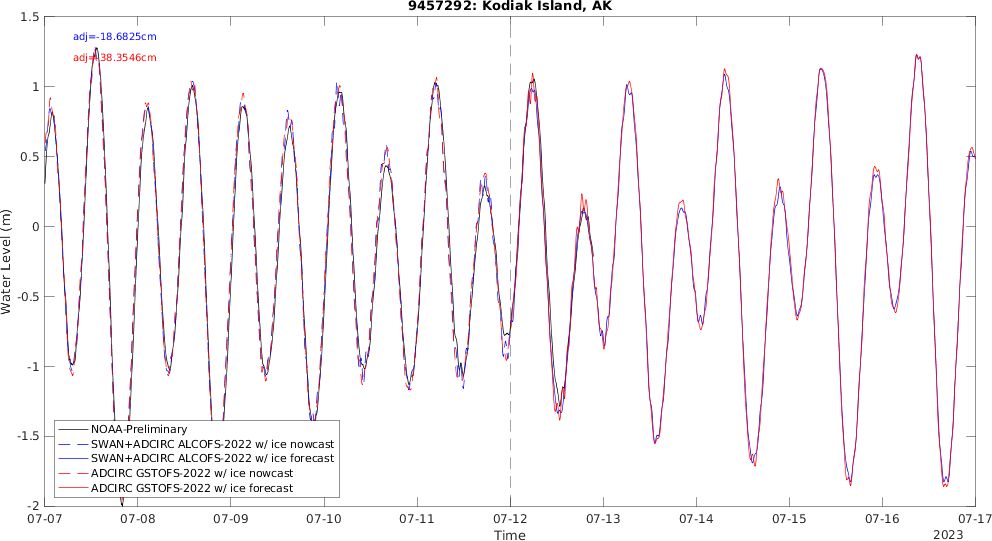 9457292: Kodiak Island, AK
adj=-18.6825cm
adj=-38.3546cm
Water Level (m)
1.5
1
0.5
0
-0.5
-1
-1.5
-2
NOAA-Preliminary
SWAN+ADCIRC ALCOFS-2022 w/ ice nowcast
SWAN+ADCIRC ALCOFS-2022 w/ ice forecast
ADCIRC GSTOFS-2022 w/ ice nowcast
ADCIRC GSTOFS-2022 w/ ice forecast
07-07 07-08 07-09 07-10 07-11 07-12 07-13 07-14 07-15 07-16 07-17
Time
2023